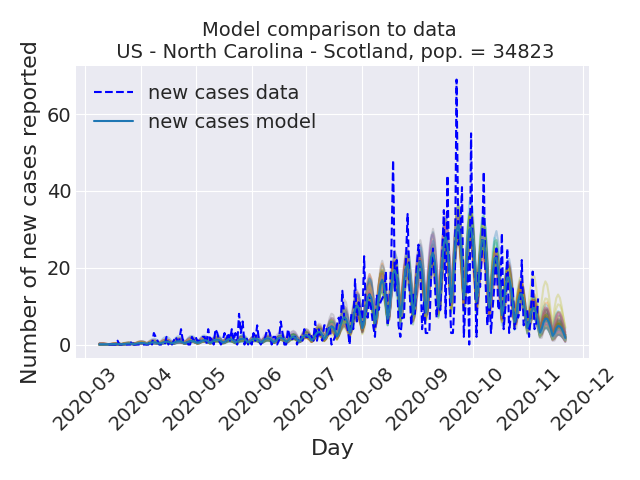 Model comparison to data
US - North Carolina - Scotland, pop. = 34823
Number of new cases reported
60
40
20
0
new cases data
new cases model
2020-03
2020-04
2020-05
2020-06
2020-07
2020-08
2020-09
2020-10
2020-11
2020-12
Day